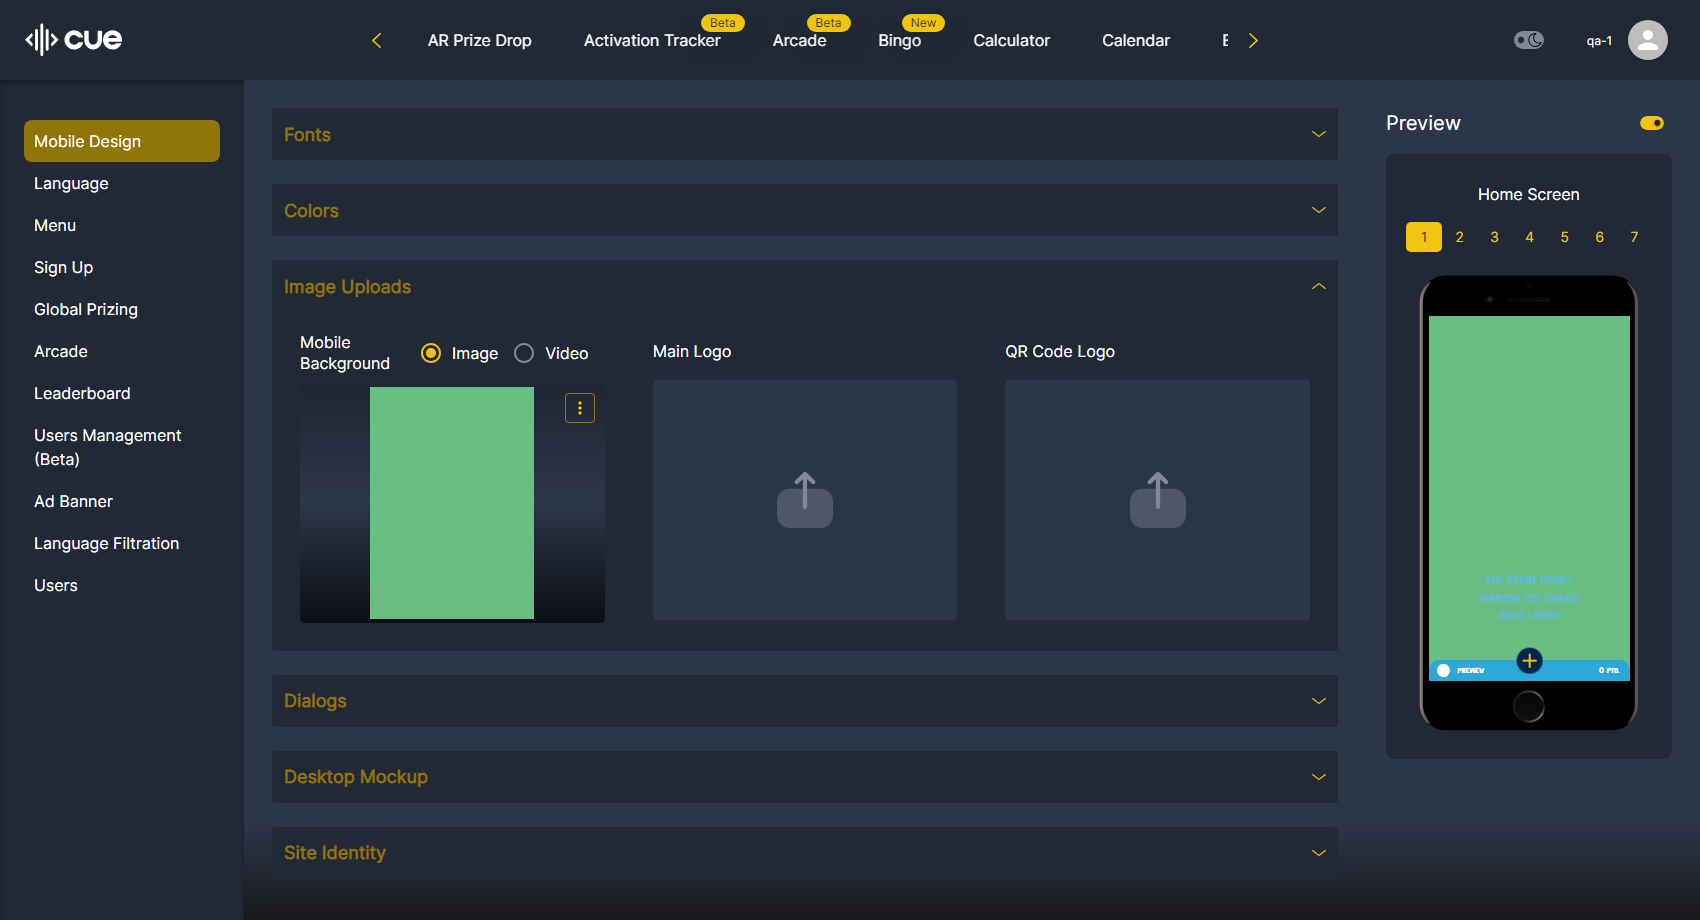 cue
AR Prize Drop
Activation Tracker
Beta
Arcade
Beta
Bingo
New
Calculator
Calendar
qa-1
Mobile Design
Language
Menu
Sign Up
Global Prizing
Arcade
Leaderboard
Users Management
(Beta)
Ad Banner
Language Filtration
Users
Fonts
Colors
Image Uploads
Mobile
Background
Image
Video
Main Logo
QR Code Logo
Dialogs
Desktop Mockup
Site Identity
Preview
Home Screen
1 2 3 4 5 6 7
THE EVENT HASN'T
STARTED YET, CHECK
BACK LATER!
PREVIEW
0 PTS.